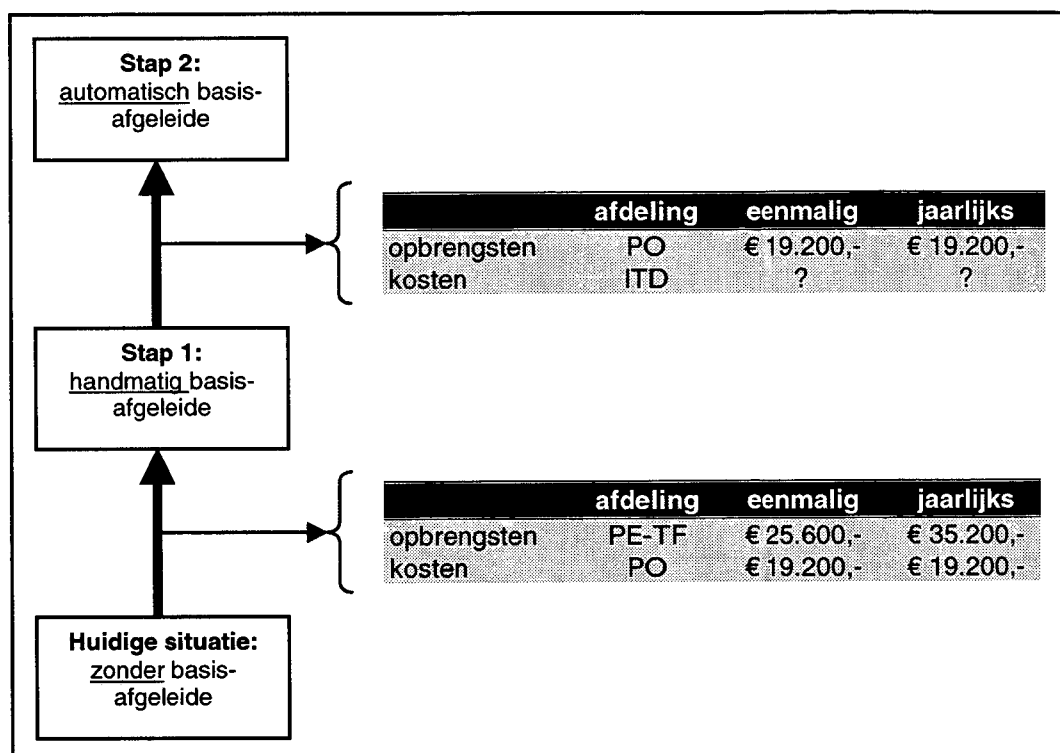 Stap 2:
automatisch basis-
afgeleide
afdeling eenmalig jaarlijks
opbrengsten PO € 19.200,- € 19.200,-
kosten ITD ? ?
Stap 1:
handmatig basis-
afgeleide
afdeling eenmalig jaarlijks
opbrengsten PE-TF € 25.600,- € 35.200,-
kosten PO € 19.200,- € 19.200,-
Huidige situatie:
zonder basis-
afgeleide